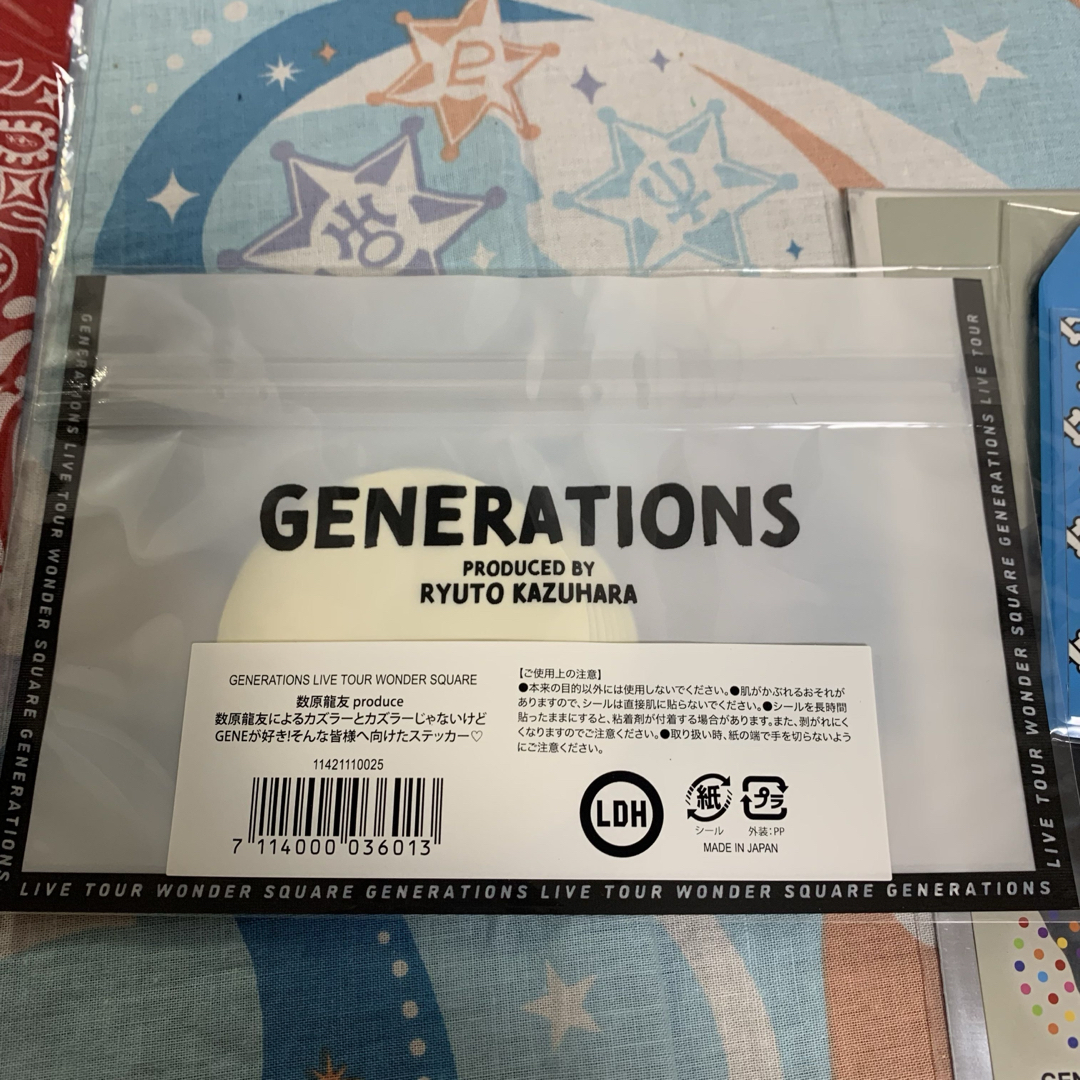 GENERATIONS
PRODUCED BY
RYUTO KAZUHARA
GENERATIONS LIVE TOUR WONDER SQUARE
数原龍友 produce
数原龍友によるカズラーとカズラーじゃないけど
GENEが好き!そんな皆様へ向けたステッカー♡
11421110025
7 114000 036013
【ご使用上の注意】
●本来の目的以外には使用しないでください。●肌がかぶれるおそれが
ありますので、シールは直接肌に貼らないでください。●シールを長時間
貼ったままにすると、粘着剤が付着する場合があります。また、剥がれにく
くなりますのでご注意ください。●取り扱い時、紙の端で手を切らないよう
にご注意ください。
LDH
紙
プラ
シール
外装:PP
MADE IN JAPAN
GENERATIONS LIVE TOUR WONDER SQUARE GENERATIONS
LIVE TOUR WONDER SQUARE GENERATIONS LIVE TOUR WONDER SQUARE GENERATIONS
LIVE TOUR WONDER SQUARE GENERATIONS LIVE TOUR